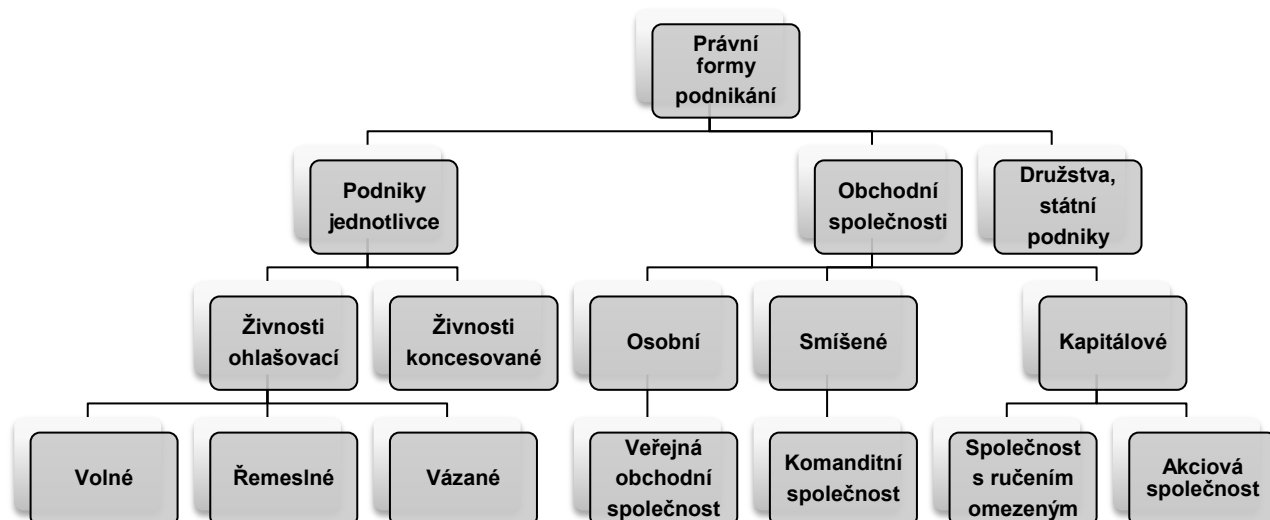 Právní
formy
podnikání
Podniky
jednotlivce
Obchodní
společnosti
Družstva,
státní
podniky
Živnosti
ohlašovací
Živnosti
koncesované
Osobní
Smíšené
Kapitálové
Volné
Řemeslné
Vázané
Veřejná
obchodní
společnost
Komanditní
společnost
Společnost
s ručením
omezeným
Akciová
společnost